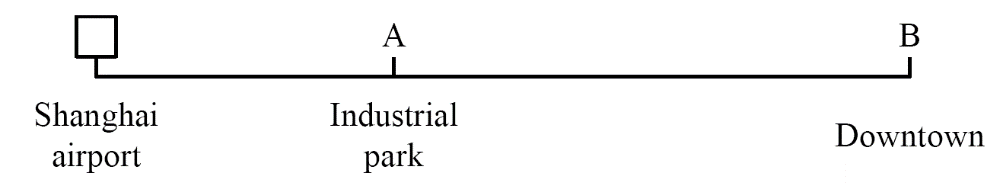 A
B
Shanghai
airport
Industrial
park
Downtown